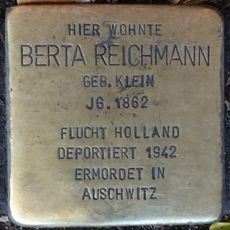 HIER WOHNTE
BERTA REICHMANN
GEB. KLEIN
JG. 1862
FLUCHT HOLLAND
DEPORTIERT 1942
ERMORDET IN
AUSCHWITZ